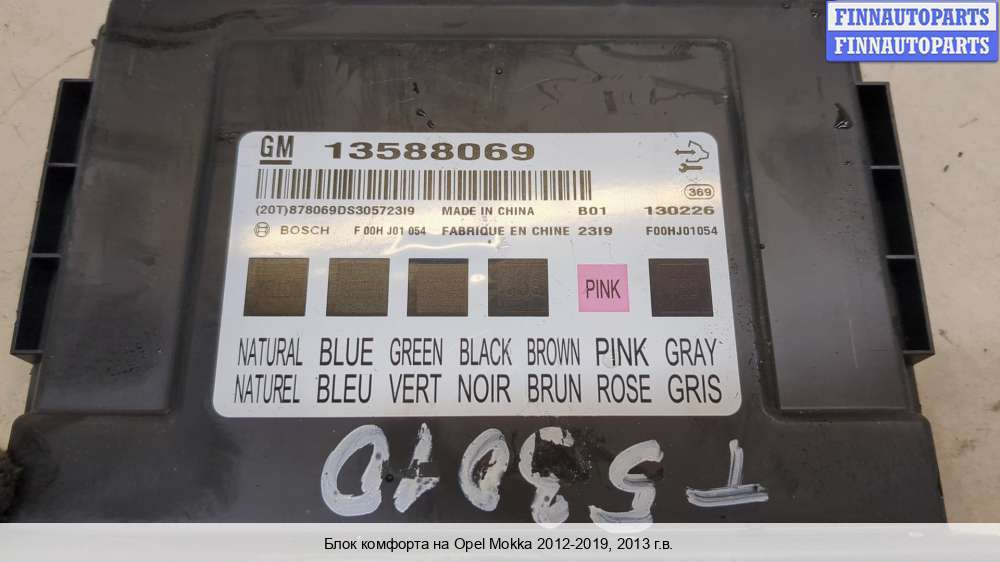 FINNAUTOPARTS
FINNAUTOPARTS
GM 13588069
369
(20T)878069DS30572319 MADE IN CHINA B01 130226
BOSCH F 00H J01 054 FABRIQUE EN CHINE 2319 F00HJ01054
PINK
NATURAL BLUE GREEN BLACK BROWN PINK GRAY
NATUREL BLEU VERT NOIR BRUN ROSE GRIS
Блок комфорта на Opel Mokka 2012-2019, 2013 г.в.